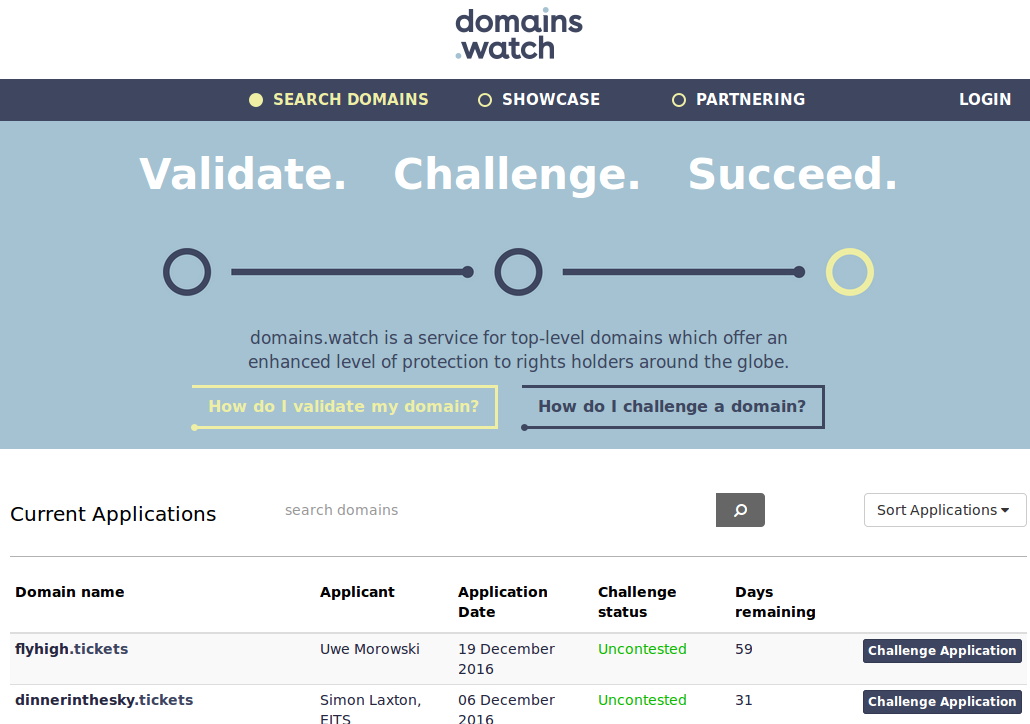 domains
.watch
SEARCH DOMAINS SHOWCASE PARTNERING LOGIN
Validate. Challenge. Succeed.
domains.watch is a service for top-level domains which offer an
enhanced level of protection to rights holders around the globe.
How do I validate my domain? How do I challenge a domain?
Current Applications search domains Sort Applications
Domain name Applicant Application Date Challenge status Days remaining
flyhigh.tickets Uwe Morowski 19 December 2016 Uncontested 59 Challenge Application
dinnerinthesky.tickets Simon Laxton, EITS 06 December 2016 Uncontested 31 Challenge Application